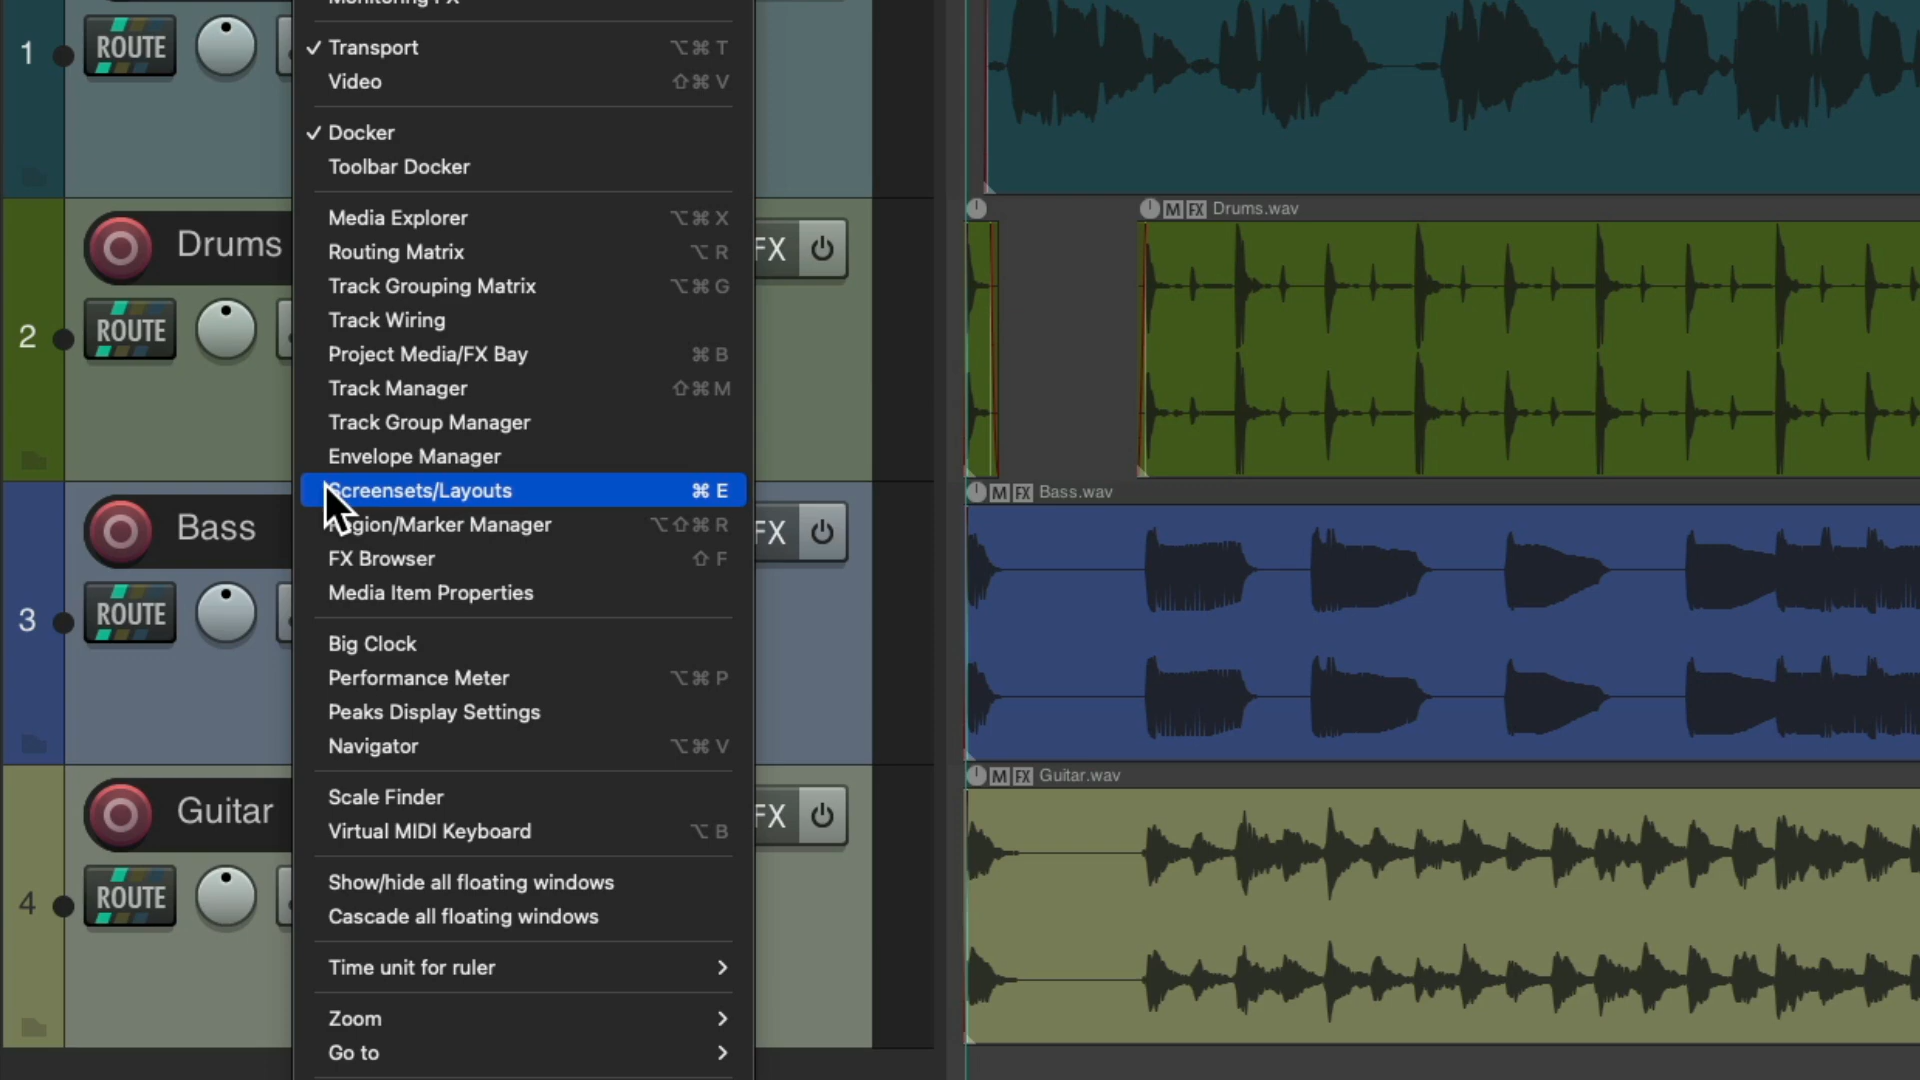 Monitoring FX
1
ROUTE
✓ Transport ⌥⌘ T
Video ⇧⌘ V
✓ Docker
Toolbar Docker
Media Explorer ⌥⌘ X
M FX Drums.wav
Drums
FX
Routing Matrix ⌥ R
Track Grouping Matrix ⌥⌘ G
2
ROUTE
Track Wiring
Project Media/FX Bay ⌘ B
Track Manager ⇧⌘ M
Track Group Manager
Envelope Manager
Screensets/Layouts ⌘ E
M FX Bass.wav
Bass
FX
Region/Marker Manager ⌥⇧⌘ R
FX Browser ⇧ F
Media Item Properties
3
ROUTE
Big Clock
Performance Meter ⌥⌘ P
Peaks Display Settings
Navigator ⌥⌘ V
M FX Guitar.wav
Guitar
FX
Scale Finder
Virtual MIDI Keyboard ⌥ B
4
ROUTE
Show/hide all floating windows
Cascade all floating windows
Time unit for ruler >
Zoom >
Go to >